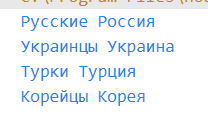 Русские Россия
Украинцы Украина
Турки Турция
Корейцы Корея